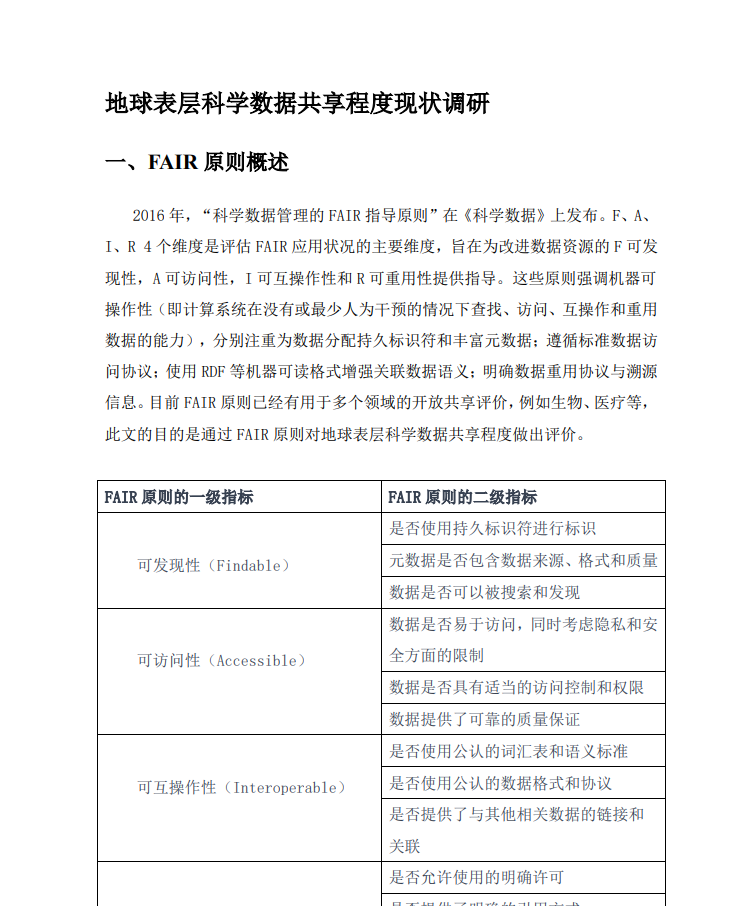 地球表层科学数据共享程度现状调研
一、FAIR 原则概述
2016 年，“科学数据管理的 FAIR 指导原则”在《科学数据》上发布。F、A、
I、R 4 个维度是评估 FAIR 应用状况的主要维度，旨在为改进数据资源的 F 可发
现性，A 可访问性，I 可互操作性和 R 可重用性提供指导。这些原则强调机器可
操作性（即计算系统在没有或最少人为干预的情况下查找、访问、互操作和重用
数据的能力），分别注重为数据分配持久标识符和丰富元数据；遵循标准数据访
问协议；使用 RDF 等机器可读格式增强关联数据语义；明确数据重用协议与溯源
信息。目前 FAIR 原则已经有用于多个领域的开放共享评价，例如生物、医疗等，
此文的目的是通过 FAIR 原则对地球表层科学数据共享程度做出评价。
FAIR 原则的一级指标
FAIR 原则的二级指标
可发现性（Findable）
是否使用持久标识符进行标识
元数据是否包含数据来源、格式和质量
数据是否可以被搜索和发现
可访问性（Accessible）
数据是否易于访问，同时考虑隐私和安
全方面的限制
数据是否具有适当的访问控制和权限
数据提供了可靠的质量保证
可互操作性（Interoperable）
是否使用公认的词汇表和语义标准
是否使用公认的数据格式和协议
是否提供了与其他相关数据的链接和
关联
是否允许使用的明确许可